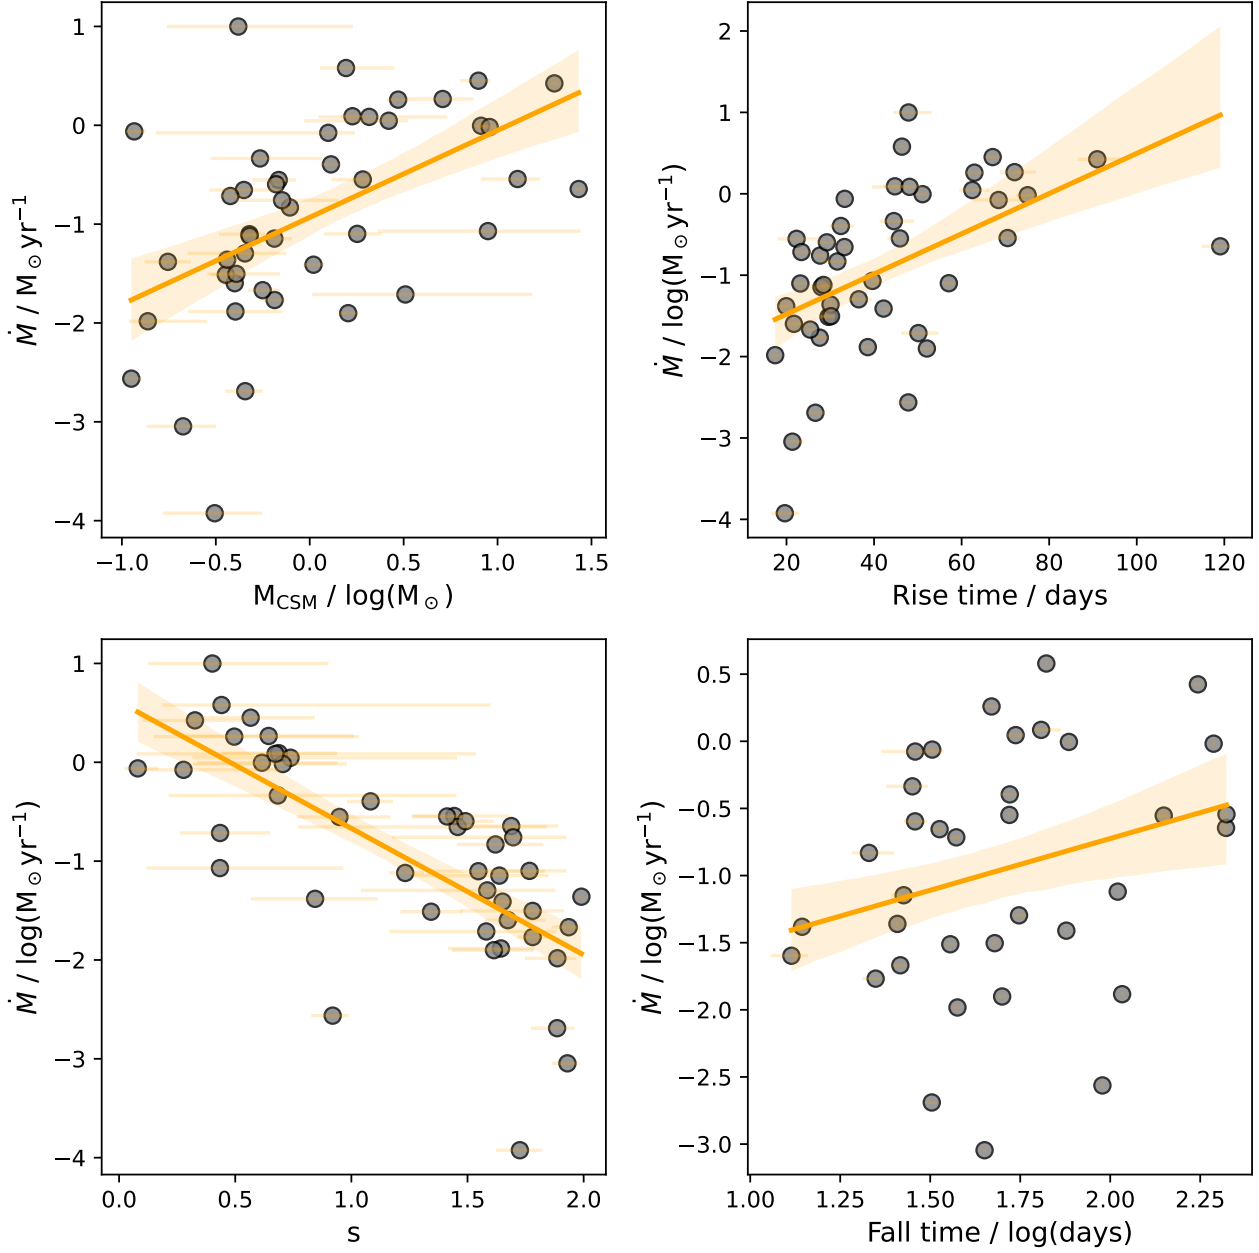 1
0
−1
−2
−3
−4
Ṁ / M⊙yr⁻¹
−1.0 −0.5 0.0 0.5 1.0 1.5
M_CSM / log(M⊙)
2
1
0
−1
−2
−3
−4
Ṁ / log(M⊙yr⁻¹)
20 40 60 80 100 120
Rise time / days
1
0
−1
−2
−3
−4
Ṁ / log(M⊙yr⁻¹)
0.0 0.5 1.0 1.5 2.0
s
0.5
0.0
−0.5
−1.0
−1.5
−2.0
−2.5
−3.0
Ṁ / log(M⊙yr⁻¹)
1.00 1.25 1.50 1.75 2.00 2.25
Fall time / log(days)